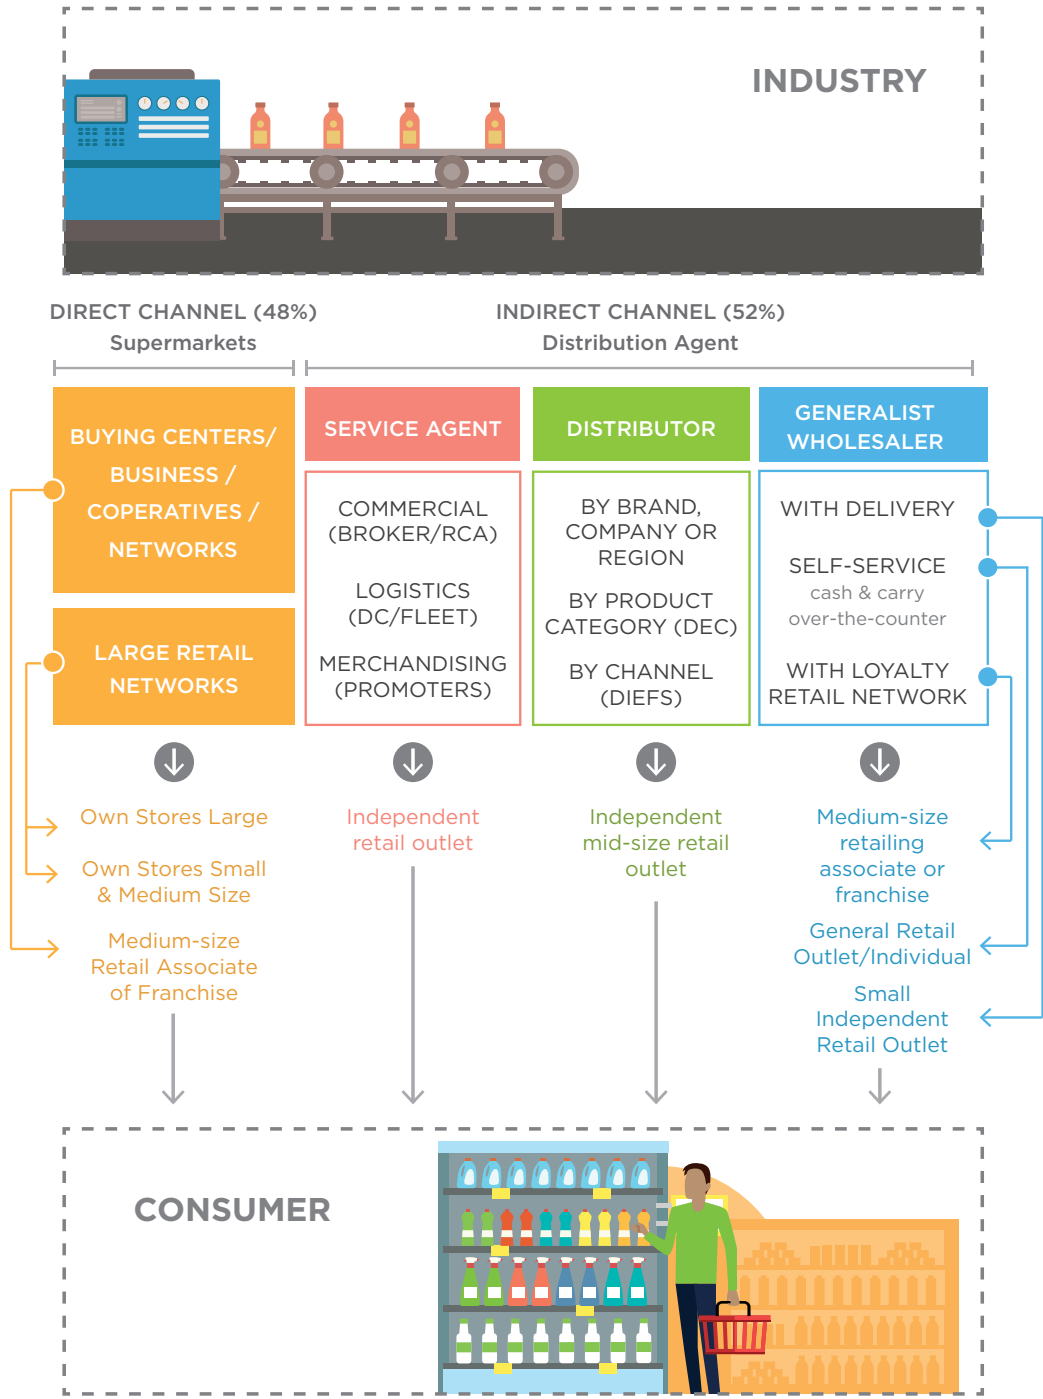 INDUSTRY
DIRECT CHANNEL (48%)
Supermarkets
INDIRECT CHANNEL (52%)
Distribution Agent
BUYING CENTERS/
BUSINESS /
COPERATIVES /
NETWORKS
LARGE RETAIL
NETWORKS
SERVICE AGENT
COMMERCIAL
(BROKER/RCA)
LOGISTICS
(DC/FLEET)
MERCHANDISING
(PROMOTERS)
DISTRIBUTOR
BY BRAND,
COMPANY OR
REGION
BY PRODUCT
CATEGORY (DEC)
BY CHANNEL
(DIEFS)
GENERALIST
WHOLESALER
WITH DELIVERY
SELF-SERVICE
cash & carry
over-the-counter
WITH LOYALTY
RETAIL NETWORK
Own Stores Large
Own Stores Small
& Medium Size
Medium-size
Retail Associate
of Franchise
Independent
retail outlet
Independent
mid-size retail
outlet
Medium-size
retailing
associate or
franchise
General Retail
Outlet/Individual
Small
Independent
Retail Outlet
CONSUMER